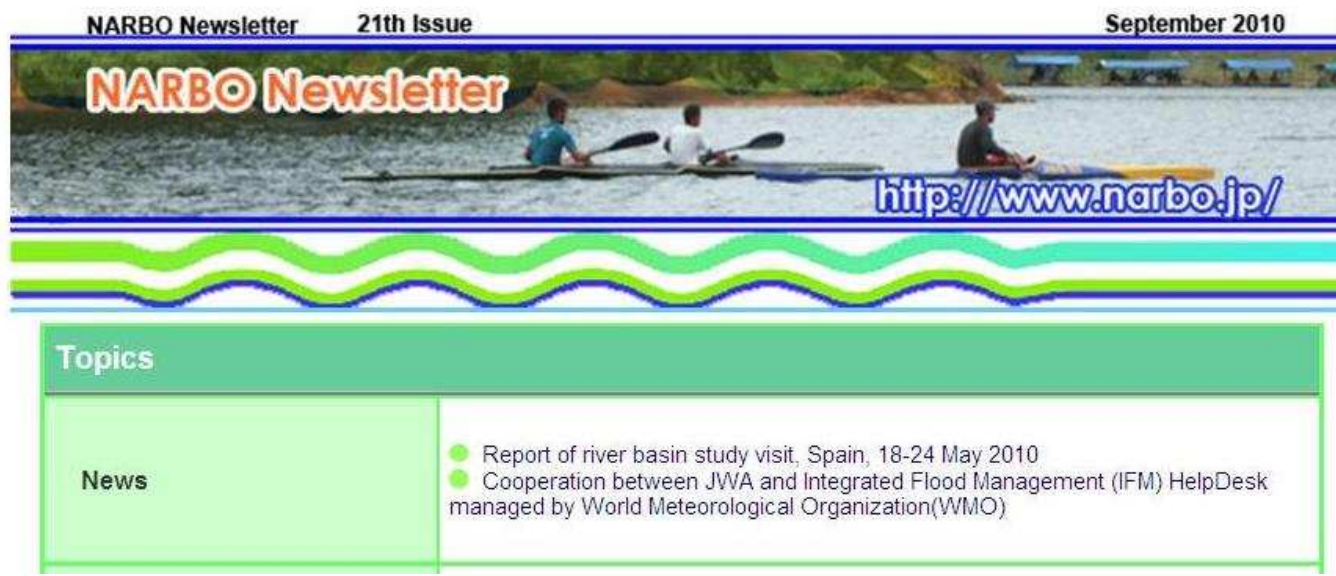 NARBO Newsletter 21th Issue September 2010
NARBO Newsletter
http://www.narbo.jp/
Topics
News
Report of river basin study visit, Spain, 18-24 May 2010
Cooperation between JWA and Integrated Flood Management (IFM) HelpDesk
managed by World Meteorological Organization(WMO)